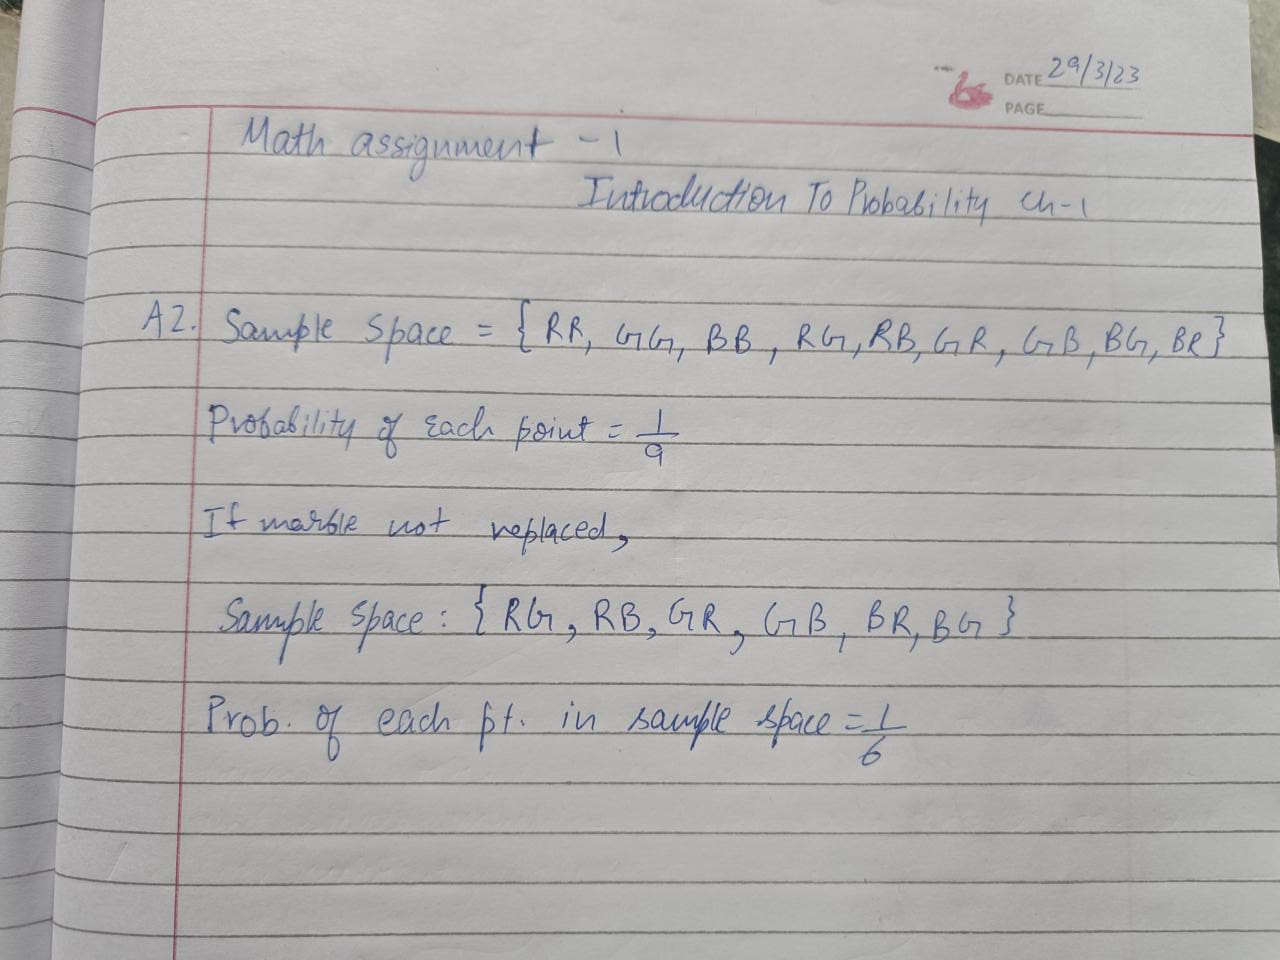 DATE 29/3/23
PAGE
Math assignment - 1
Introduction To Probability Ch-1
A2. Sample Space = { RR, GG, BB, RG, RB, GR, GB, BG, BR}
Probability of each point = 1/9
If marble not replaced,
Sample Space: { RG, RB, GR, GB, BR, BG }
Prob. of each pt. in sample space = 1/6